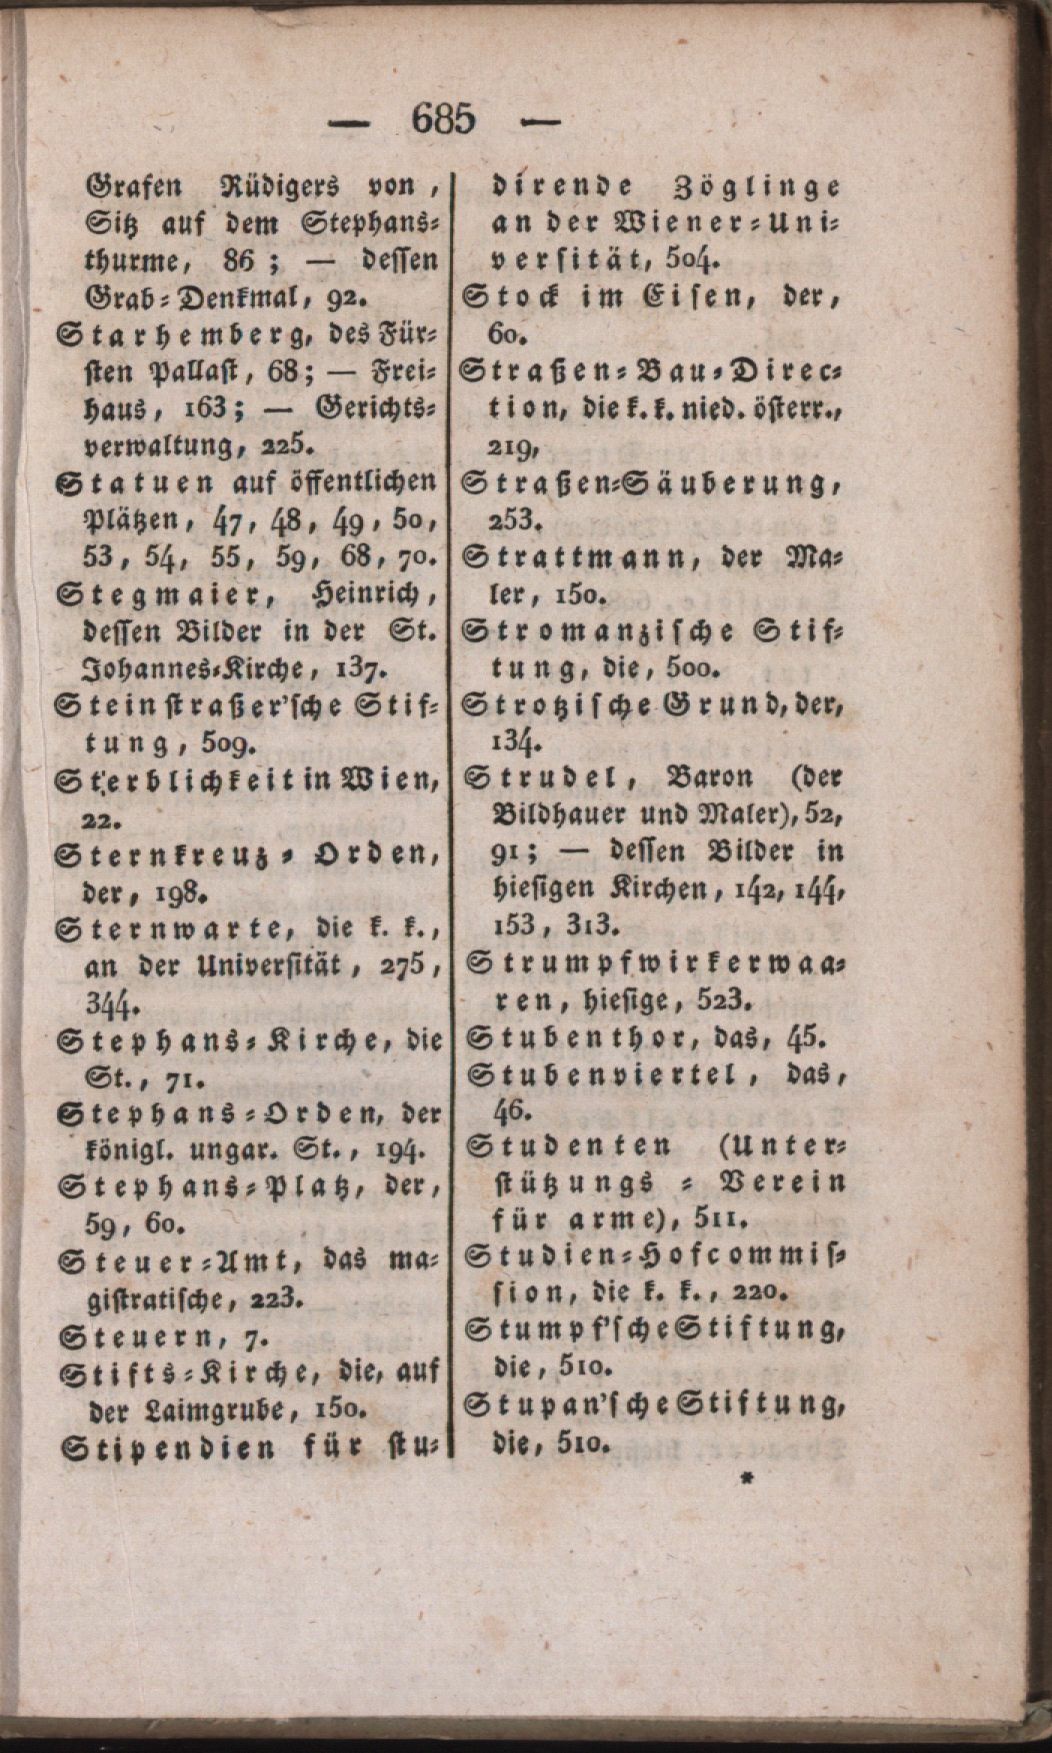 — 685 —
Grafen Rüdigers von,
Sitz auf dem Stephans-
thurme, 86; — dessen
Grab-Denkmal, 92.
Starhemberg, des Für-
sten Pallast, 68; — Frei-
haus, 163; — Gerichts-
verwaltung, 225.
Statuen auf öffentlichen
Plätzen, 47, 48, 49, 50,
53, 54, 55, 59, 68, 70.
Stegmaier, Heinrich,
dessen Bilder in der St.
Johannes-Kirche, 137.
Steinstraßer'sche Stif-
tung, 509.
Sterblichkeit in Wien,
22.
Sternkreuz-Orden,
der, 198.
Sternwarte, die k. k.,
an der Universität, 275,
344.
Stephans-Kirche, die
St., 71.
Stephans-Orden, der
königl. ungar. St., 194.
Stephans-Platz, der,
59, 60.
Steuer-Amt, das ma-
gistratische, 223.
Steuern, 7.
Stifts-Kirche, die, auf
der Laimgrube, 150.
Stipendien für stu-
dirende Zöglinge
an der Wiener-Uni-
versität, 504.
Stock im Eisen, der,
60.
Straßen-Bau-Direc-
tion, die k. k. nied. österr.,
219,
Straßen-Säuberung,
253.
Strattmann, der Ma-
ler, 150.
Stromanzische Stif-
tung, die, 500.
Strotzische Grund, der,
134.
Strudel, Baron (der
Bildhauer und Maler), 52,
91; — dessen Bilder in
hiesigen Kirchen, 142, 144,
153, 313.
Strumpfwirkerwaa-
ren, hiesige, 523.
Stubenthor, das, 45.
Stubenviertel, das,
46.
Studenten (Unter-
stützungs-Verein
für arme), 511.
Studien-Hofcommis-
sion, die k. k., 220.
Stumpf'sche Stiftung,
die, 510.
Stupan'sche Stiftung,
die, 510.
*